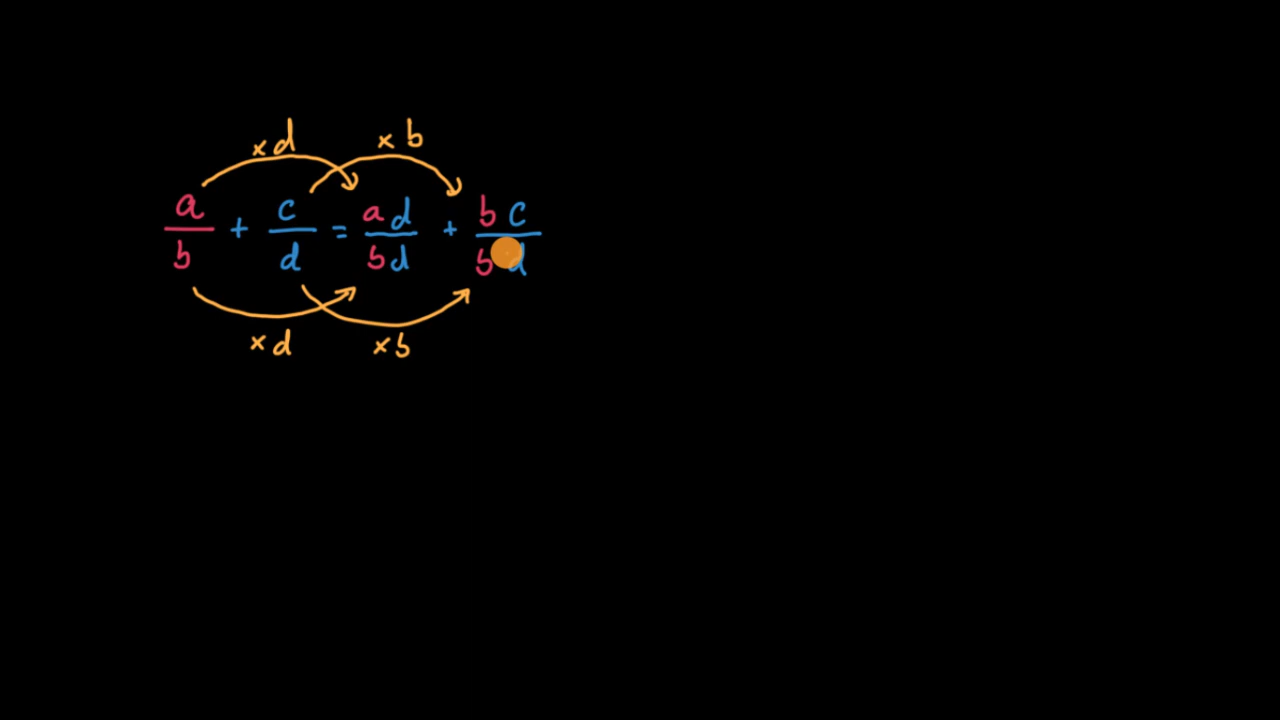 ×d ×b
a/b + c/d = ad/bd + bc/bd
×d ×b